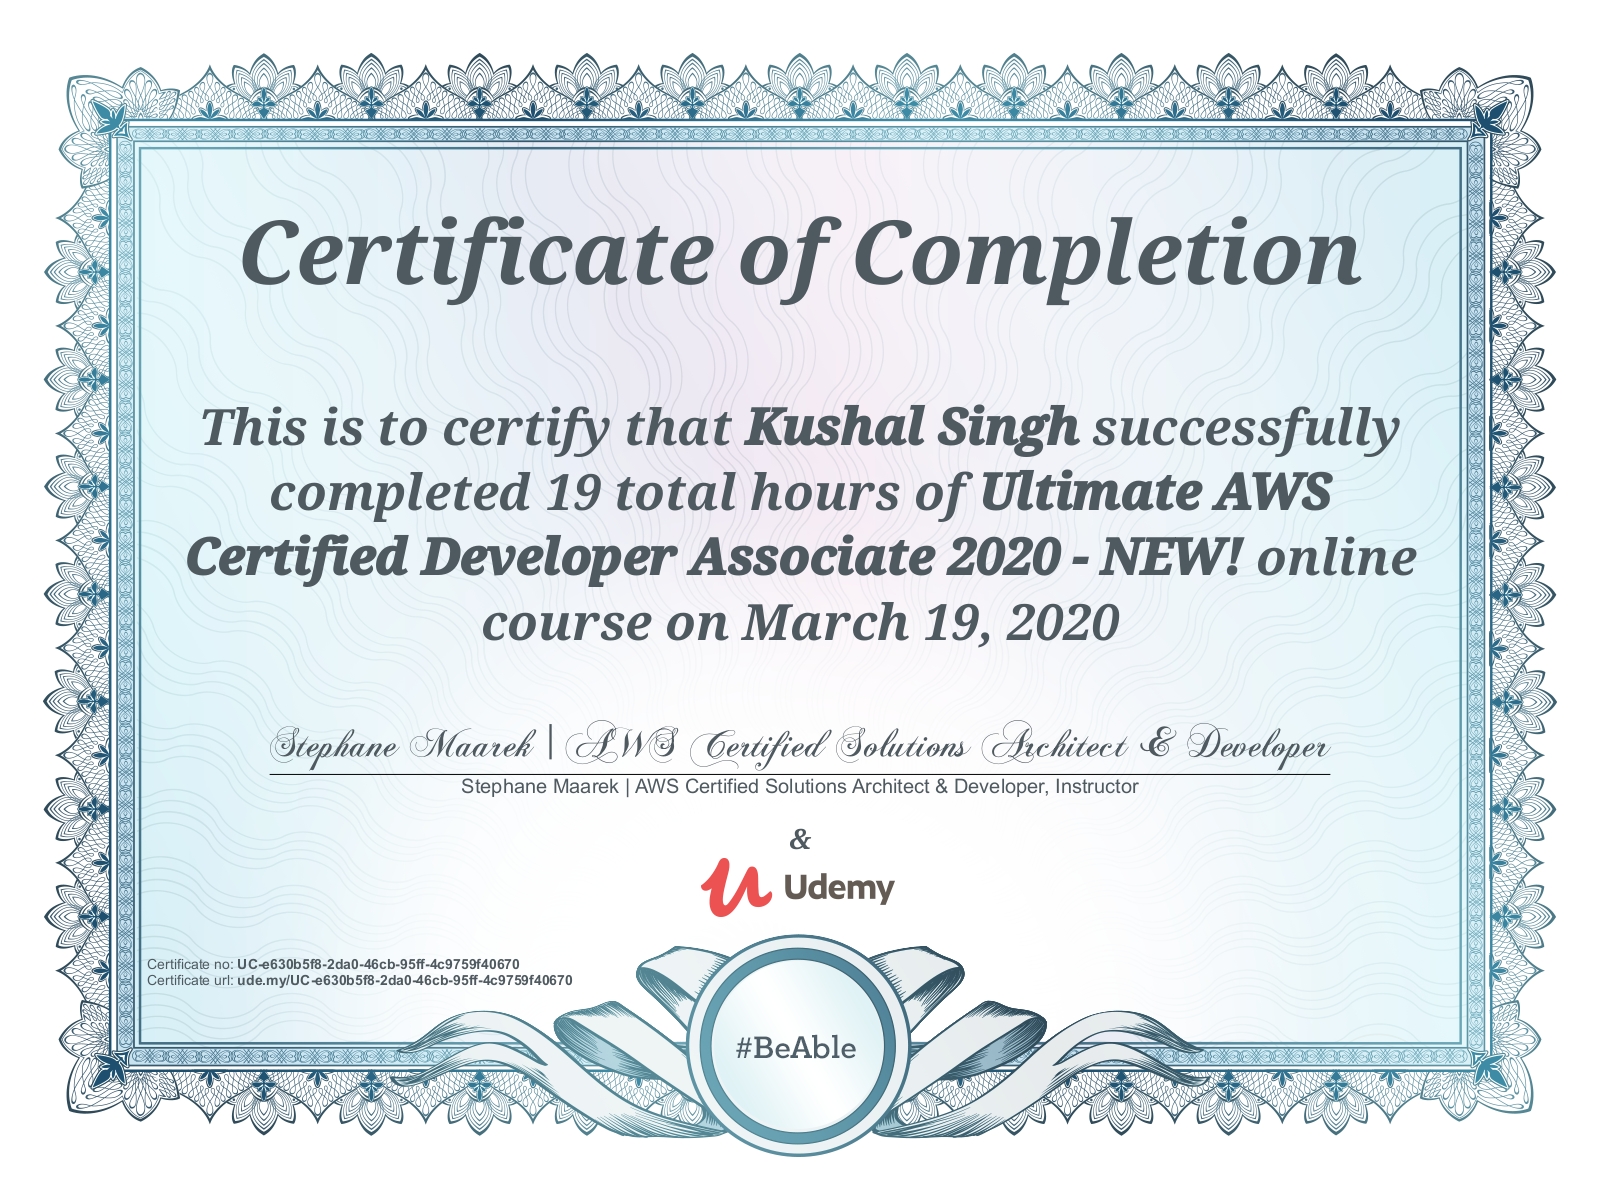 Certificate of Completion
This is to certify that Kushal Singh successfully
completed 19 total hours of Ultimate AWS
Certified Developer Associate 2020 - NEW! online
course on March 19, 2020
Stephane Maarek | AWS Certified Solutions Architect & Developer
Stephane Maarek | AWS Certified Solutions Architect & Developer, Instructor
&
Udemy
Certificate no: UC-e630b5f8-2da0-46cb-95ff-4c9759f40670
Certificate url: ude.my/UC-e630b5f8-2da0-46cb-95ff-4c9759f40670
#BeAble